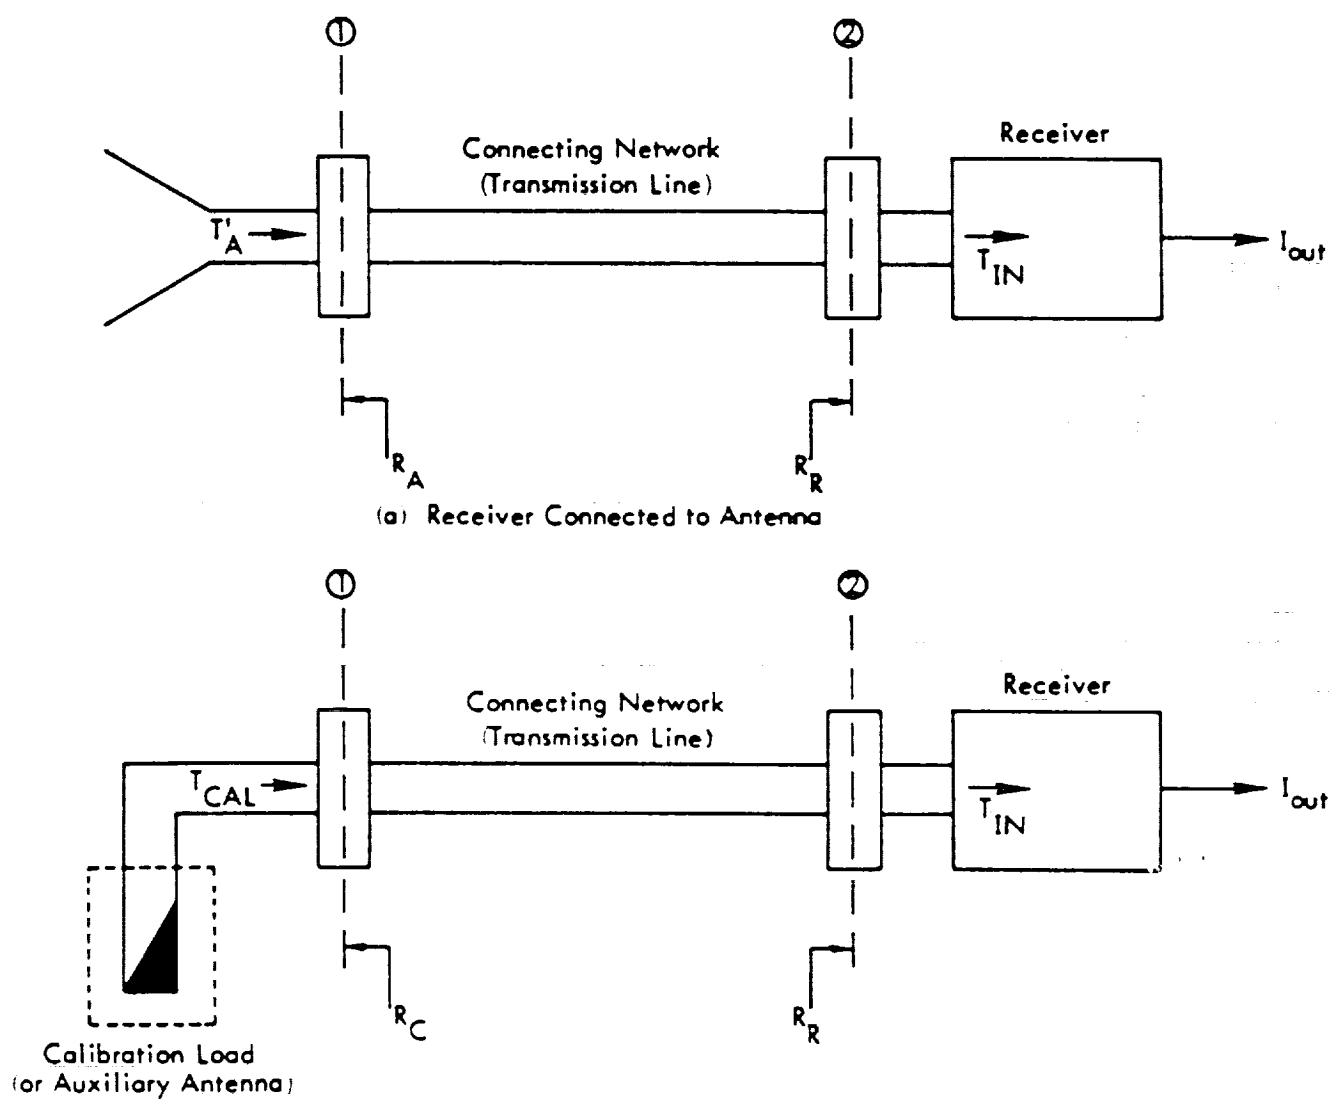 ① ②
Receiver
Connecting Network
(Transmission Line)
T'A
TIN
Iout
RA
RR
(a) Receiver Connected to Antenna
① ②
Receiver
Connecting Network
(Transmission Line)
TCAL
TIN
Iout
RC
RR
Calibration Load
(or Auxiliary Antenna)